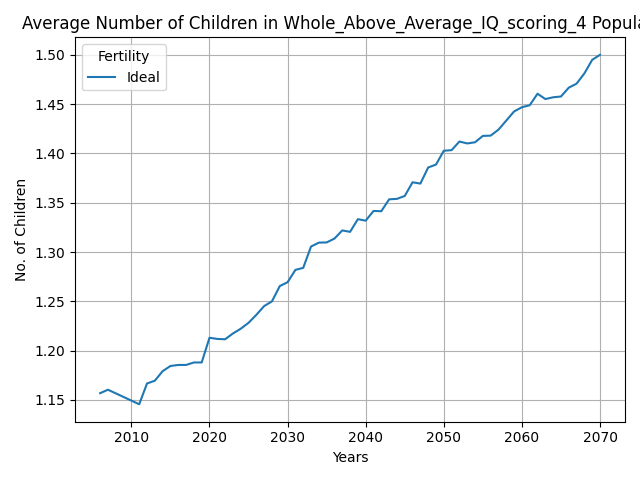 Average Number of Children in Whole_Above_Average_IQ_scoring_4 Popula
Fertility
Ideal
1.50
1.45
1.40
1.35
1.30
1.25
1.20
1.15
No. of Children
2010 2020 2030 2040 2050 2060 2070
Years